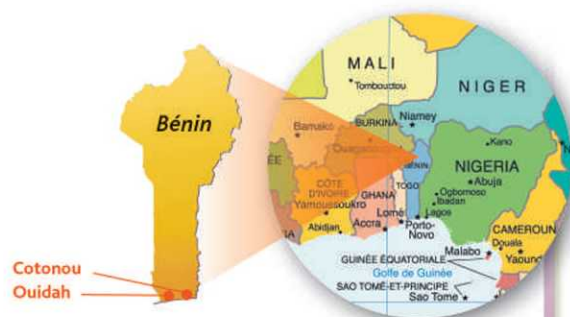 Bénin
Cotonou
Ouidah
MALI
Tombouctou
NIGER
Niamey
BURKINA
Bamako
Ouagadougou
Kano
BÉNIN
NIGERIA
Abuja
Ogbomoso
Ibadan
CÔTE
D'IVOIRE
Yamoussoukro
GHANA
TOGO
Lagos
Lomé
Porto-
Novo
Abidjan
Accra
CAMEROUN
Douala
Malabo
GUINÉE ÉQUATORIALE
Golfe de Guinée
SAO TOMÉ-ET-PRINCIPE
Sao Tomé